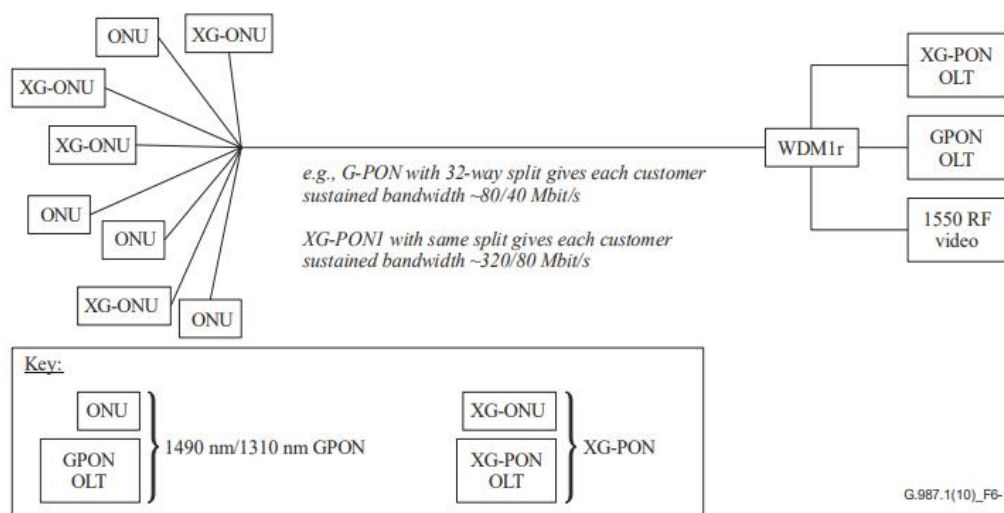 ONU
XG-ONU
XG-ONU
XG-ONU
ONU
ONU
XG-ONU
ONU
e.g., G-PON with 32-way split gives each customer
sustained bandwidth ~80/40 Mbit/s
XG-PON1 with same split gives each customer
sustained bandwidth ~320/80 Mbit/s
WDM1r
XG-PON
OLT
GPON
OLT
1550 RF
video
Key:
ONU
GPON
OLT
1490 nm/1310 nm GPON
XG-ONU
XG-PON
OLT
XG-PON
G.987.1(10)_F6-